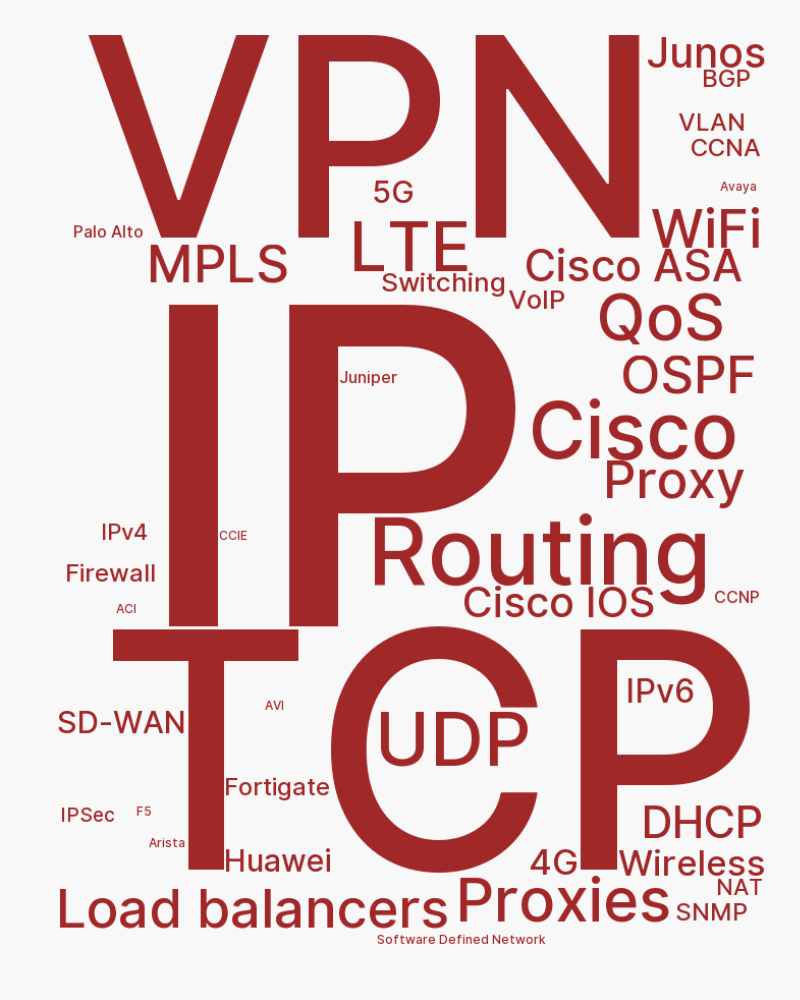 VPN
Junos
BGP
VLAN
CCNA
Avaya
5G
Palo Alto
LTE
WiFi
MPLS
Cisco ASA
Switching
VoIP
QoS
IP
OSPF
Juniper
Cisco
Proxy
IPv4
CCIE
Routing
Firewall
Cisco IOS
CCNP
ACI
TCP
IPv6
AVI
SD-WAN
UDP
Fortigate
IPSec
F5
DHCP
Arista
Huawei
4G
Wireless
NAT
Load balancers
Proxies
SNMP
Software Defined Network